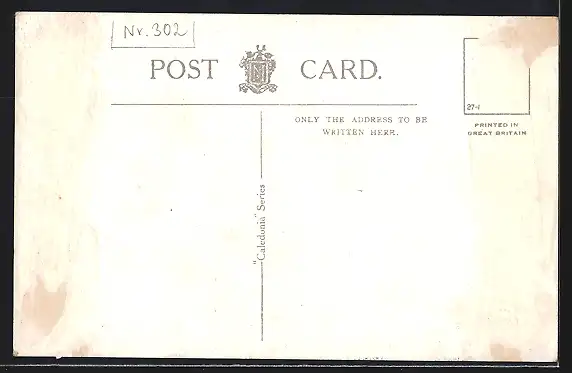 Nr. 302
POST CARD.
27-1
ONLY THE ADDRESS TO BE
WRITTEN HERE.
PRINTED IN
GREAT BRITAIN
"Caledonia" Series